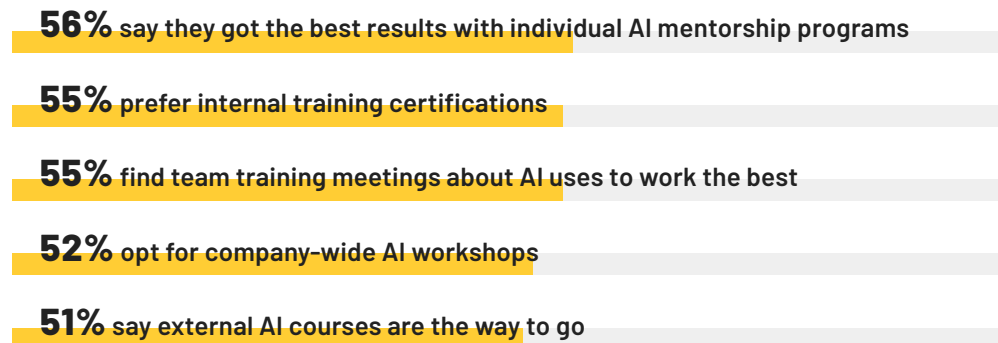 56% say they got the best results with individual AI mentorship programs
55% prefer internal training certifications
55% find team training meetings about AI uses to work the best
52% opt for company-wide AI workshops
51% say external AI courses are the way to go